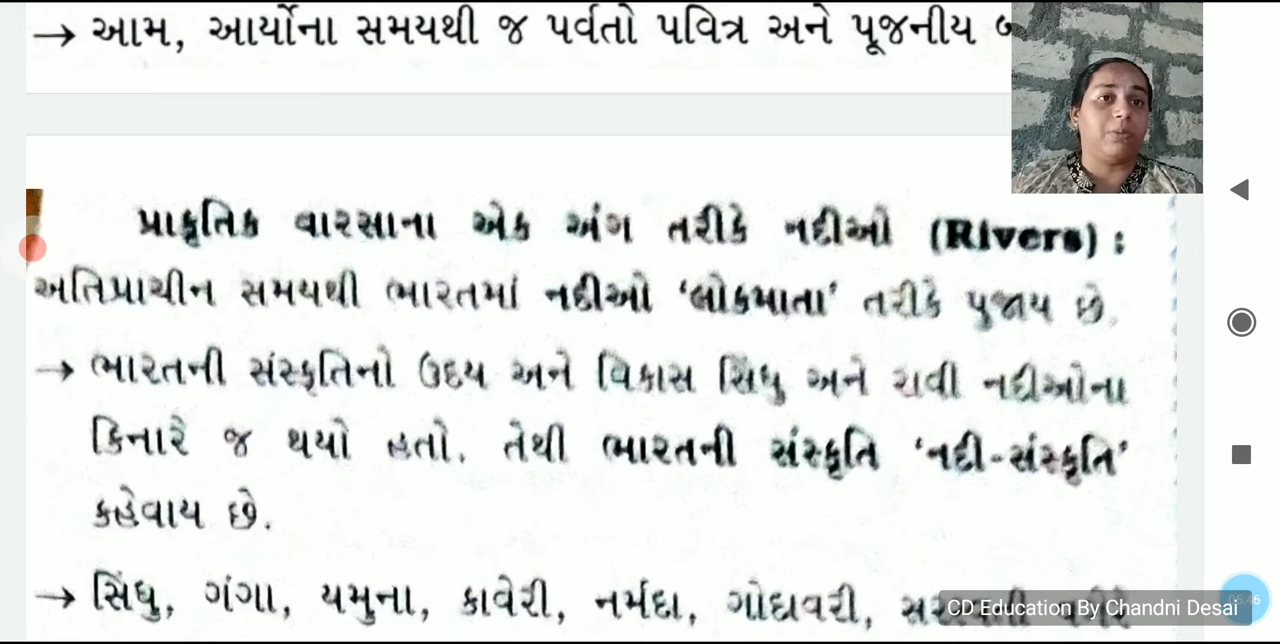 → આમ, આર્યોના સમયથી જ પર્વતો પવિત્ર અને પૂજનીય
પ્રાકૃતિક વારસાના એક અંગ તરીકે નદીઓ (Rivers) :
અતિપ્રાચીન સમયથી ભારતમાં નદીઓ ‘લોકમાતા’ તરીકે પુજાય છે.
→ ભારતની સંસ્કૃતિનો ઉદય અને વિકાસ સિંધુ અને રાવી નદીઓના
કિનારે જ થયો હતો. તેથી ભારતની સંસ્કૃતિ ‘નદી-સંસ્કૃતિ’
કહેવાય છે.
→ સિંધુ, ગંગા, યમુના, કાવેરી, નર્મદા, ગોદાવરી,
CD Education By Chandni Desai
05:46